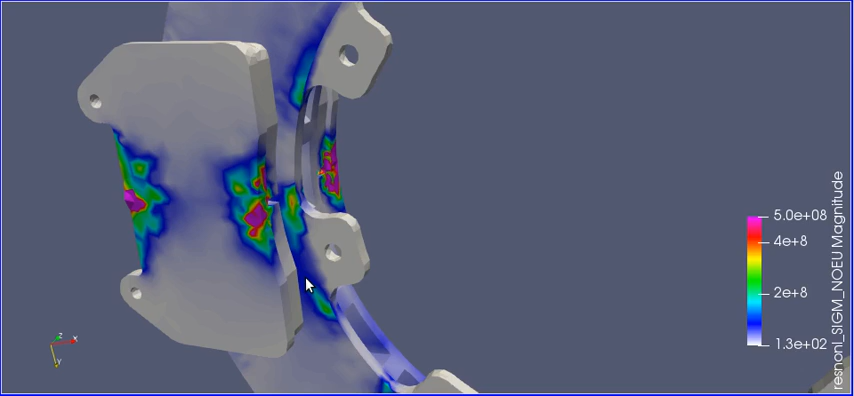 5.0e+08
4e+8
2e+8
1.3e+02
resnonl_SIGM_NOEU Magnitude
Z
X
Y